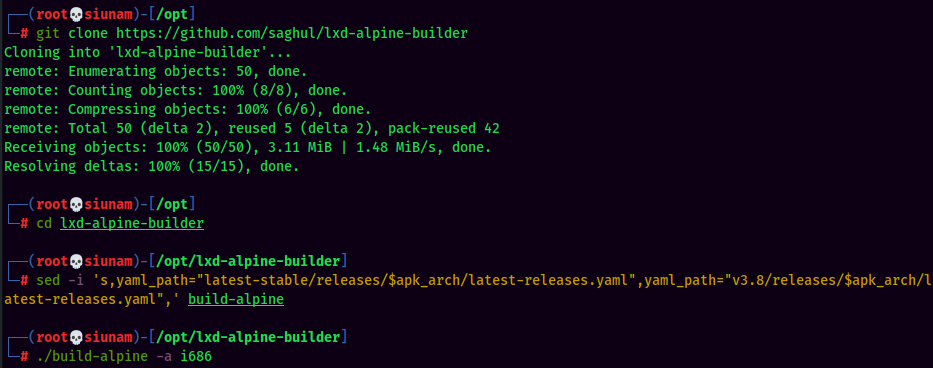 ┌──(root💀siunam)-[/opt]
└─# git clone https://github.com/saghul/lxd-alpine-builder
Cloning into 'lxd-alpine-builder'...
remote: Enumerating objects: 50, done.
remote: Counting objects: 100% (8/8), done.
remote: Compressing objects: 100% (6/6), done.
remote: Total 50 (delta 2), reused 5 (delta 2), pack-reused 42
Receiving objects: 100% (50/50), 3.11 MiB | 1.48 MiB/s, done.
Resolving deltas: 100% (15/15), done.
┌──(root💀siunam)-[/opt]
└─# cd lxd-alpine-builder
┌──(root💀siunam)-[/opt/lxd-alpine-builder]
└─# sed -i 's,yaml_path="latest-stable/releases/$apk_arch/latest-releases.yaml",yaml_path="v3.8/releases/$apk_arch/l
atest-releases.yaml",' build-alpine
┌──(root💀siunam)-[/opt/lxd-alpine-builder]
└─# ./build-alpine -a i686